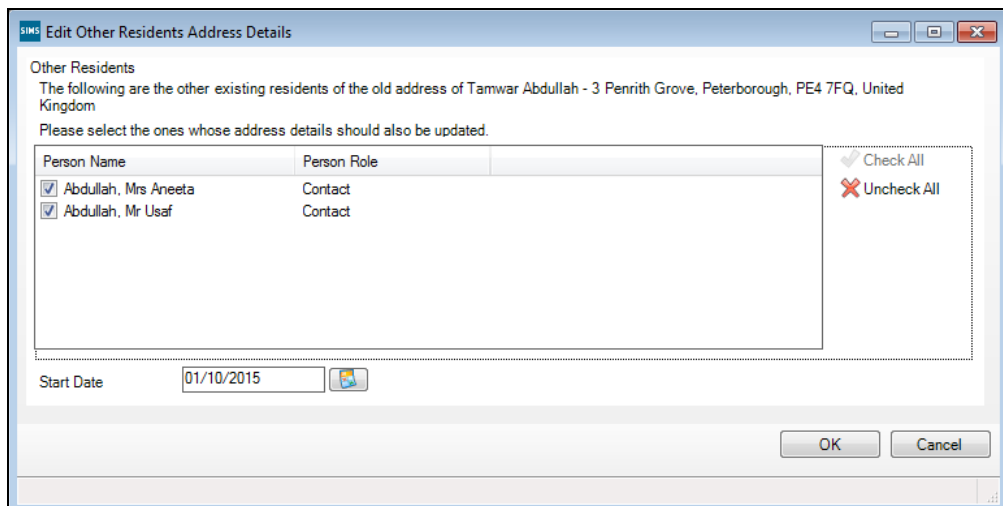 SIMS Edit Other Residents Address Details
Other Residents
The following are the other existing residents of the old address of Tamwar Abdullah - 3 Penrith Grove, Peterborough, PE4 7FQ, United
Kingdom
Please select the ones whose address details should also be updated.
Person Name Person Role
Check All
Abdullah, Mrs Aneeta Contact
Uncheck All
Abdullah, Mr Usaf Contact
Start Date 01/10/2015
OK Cancel